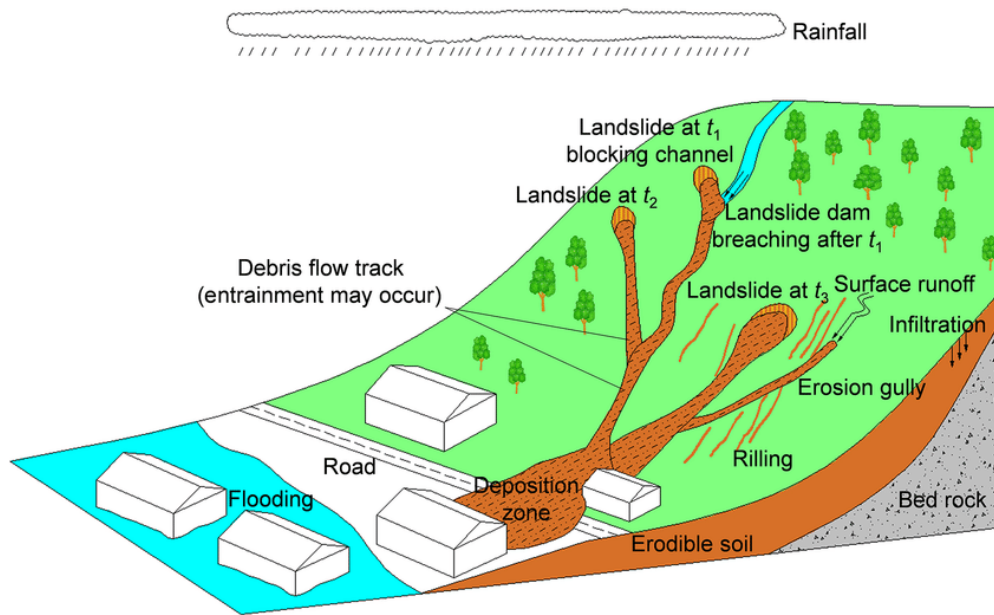 Rainfall
Landslide at t₁
blocking channel
Landslide at t₂
Landslide dam
breaching after t₁
Debris flow track
(entrainment may occur)
Landslide at t₃
Surface runoff
Infiltration
Erosion gully
Road
Rilling
Flooding
Deposition
zone
Bed rock
Erodible soil